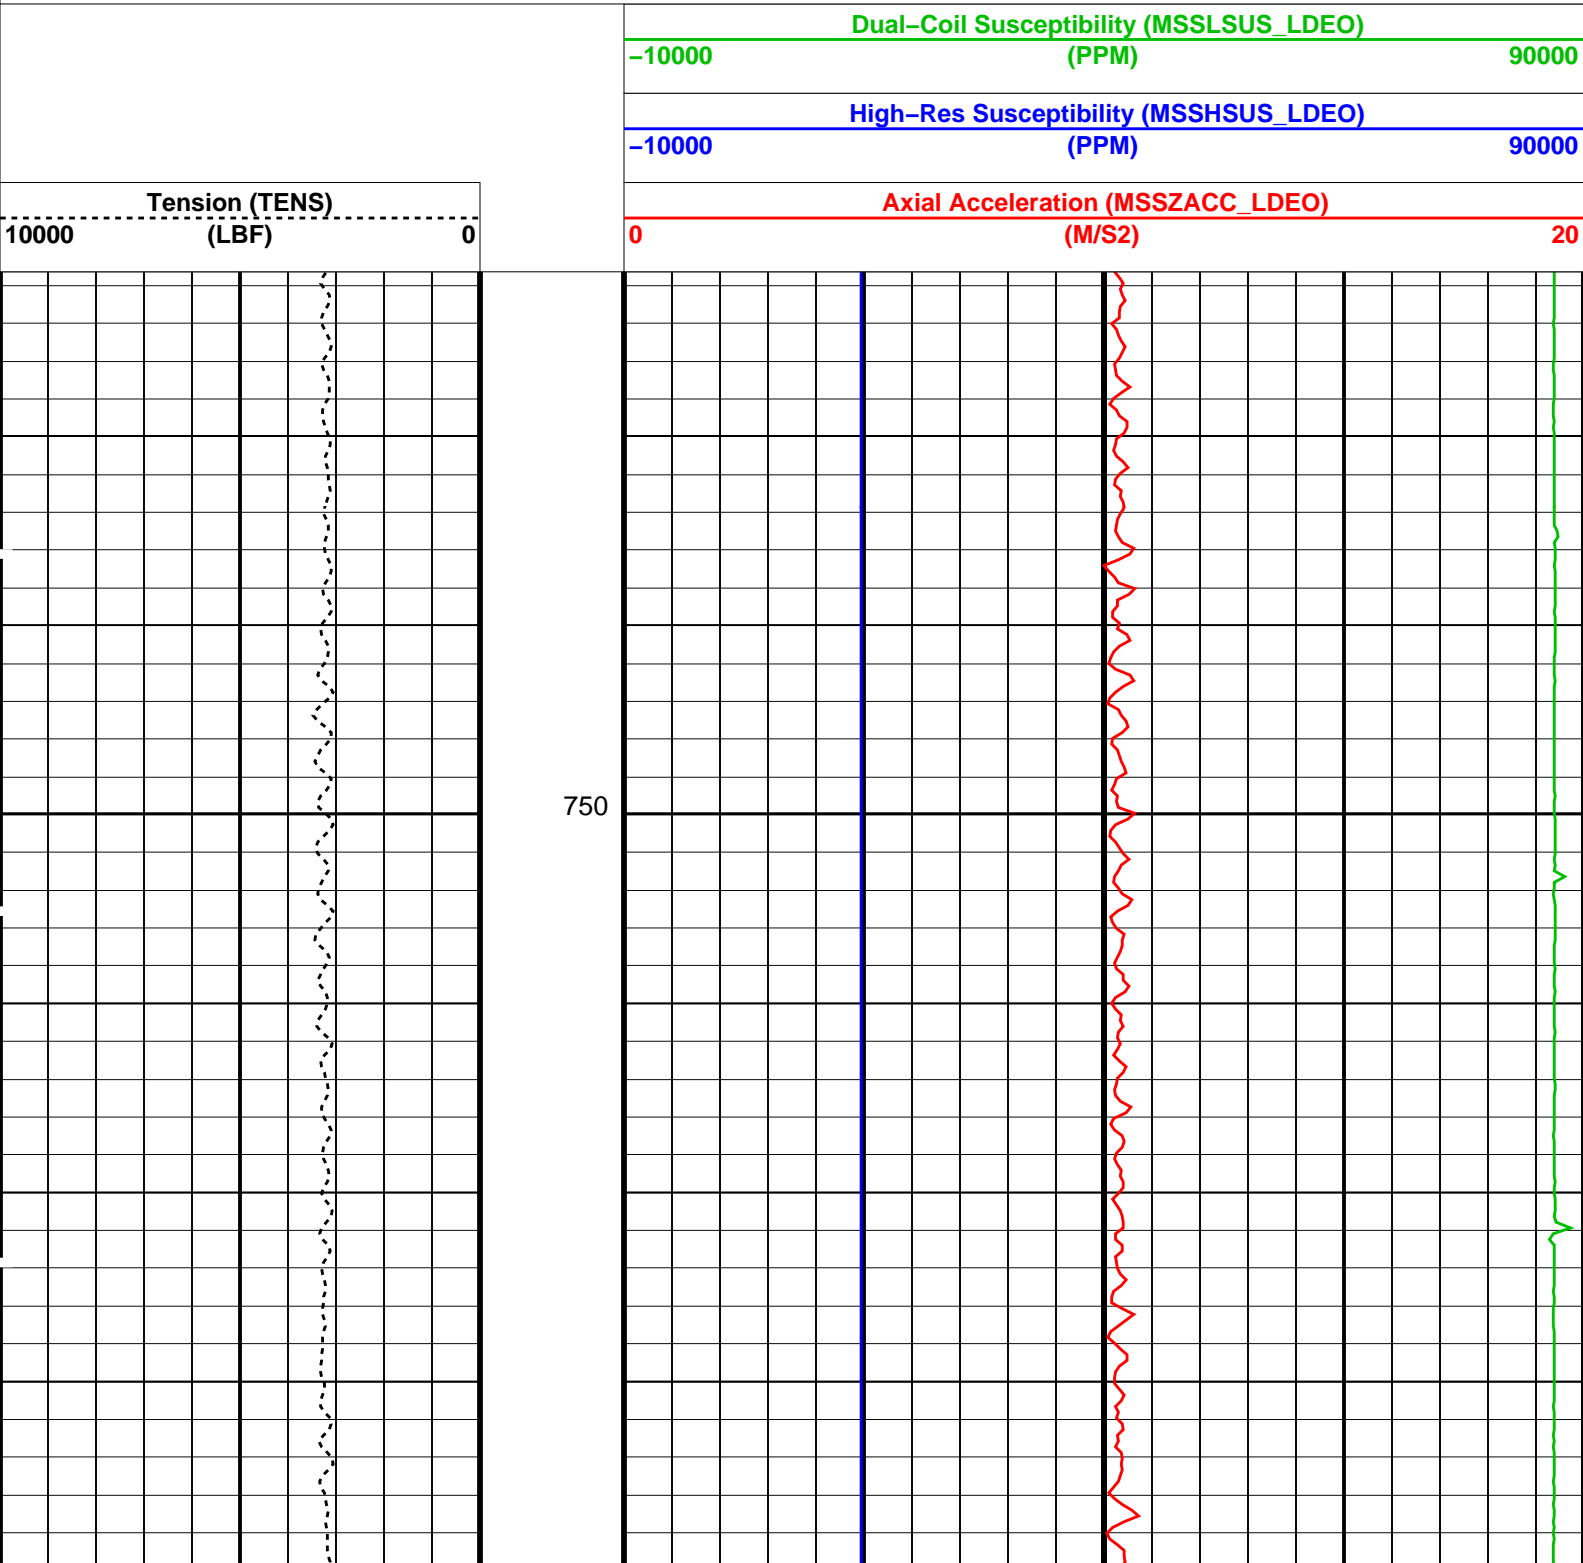 Dual–Coil Susceptibility (MSSLSUS_LDEO)
–10000 (PPM) 90000
High–Res Susceptibility (MSSHSUS_LDEO)
–10000 (PPM) 90000
Tension (TENS) Axial Acceleration (MSSZACC_LDEO)
10000 (LBF) 0 0 (M/S2) 20
750